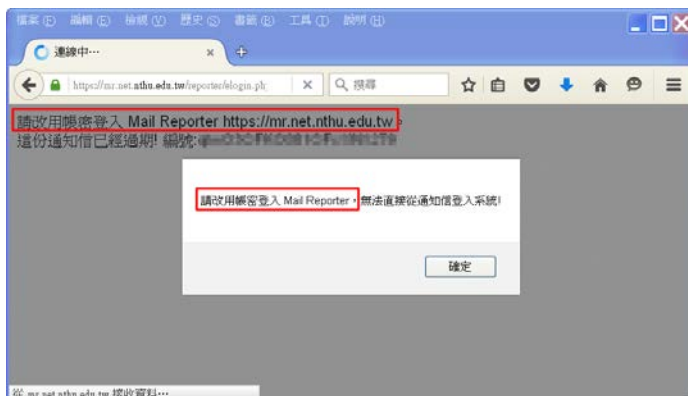 檔案(F) 編輯(E) 檢視(V) 歷史(S) 書籤(B) 工具(T) 說明(H)
連線中…
https://mr.net.nthu.edu.tw/reporter/elogin.ph
搜尋
請改用帳密登入 Mail Reporter https://mr.net.nthu.edu.tw。
這份通知信已經過期! 編號:
請改用帳密登入 Mail Reporter,無法直接從通知信登入系統!
確定
從 mr.net.nthu.edu.tw 接收資料…